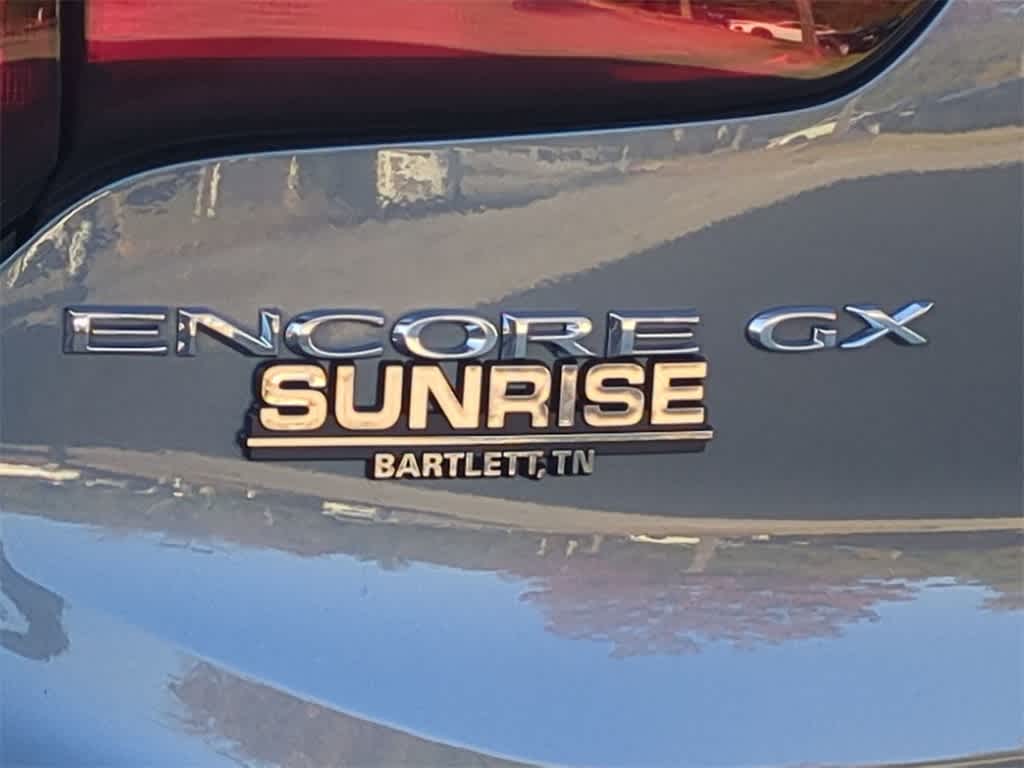 ENCORE GX
SUNRISE
BARTLETT, TN